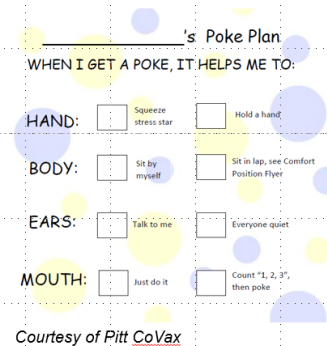 ________________'s Poke Plan
WHEN I GET A POKE, IT HELPS ME TO:
HAND:
Squeeze
stress star
Hold a hand
BODY:
Sit by
myself
Sit in lap, see Comfort
Position Flyer
EARS:
Talk to me
Everyone quiet
MOUTH:
Just do it
Count "1, 2, 3",
then poke
Courtesy of Pitt CoVax